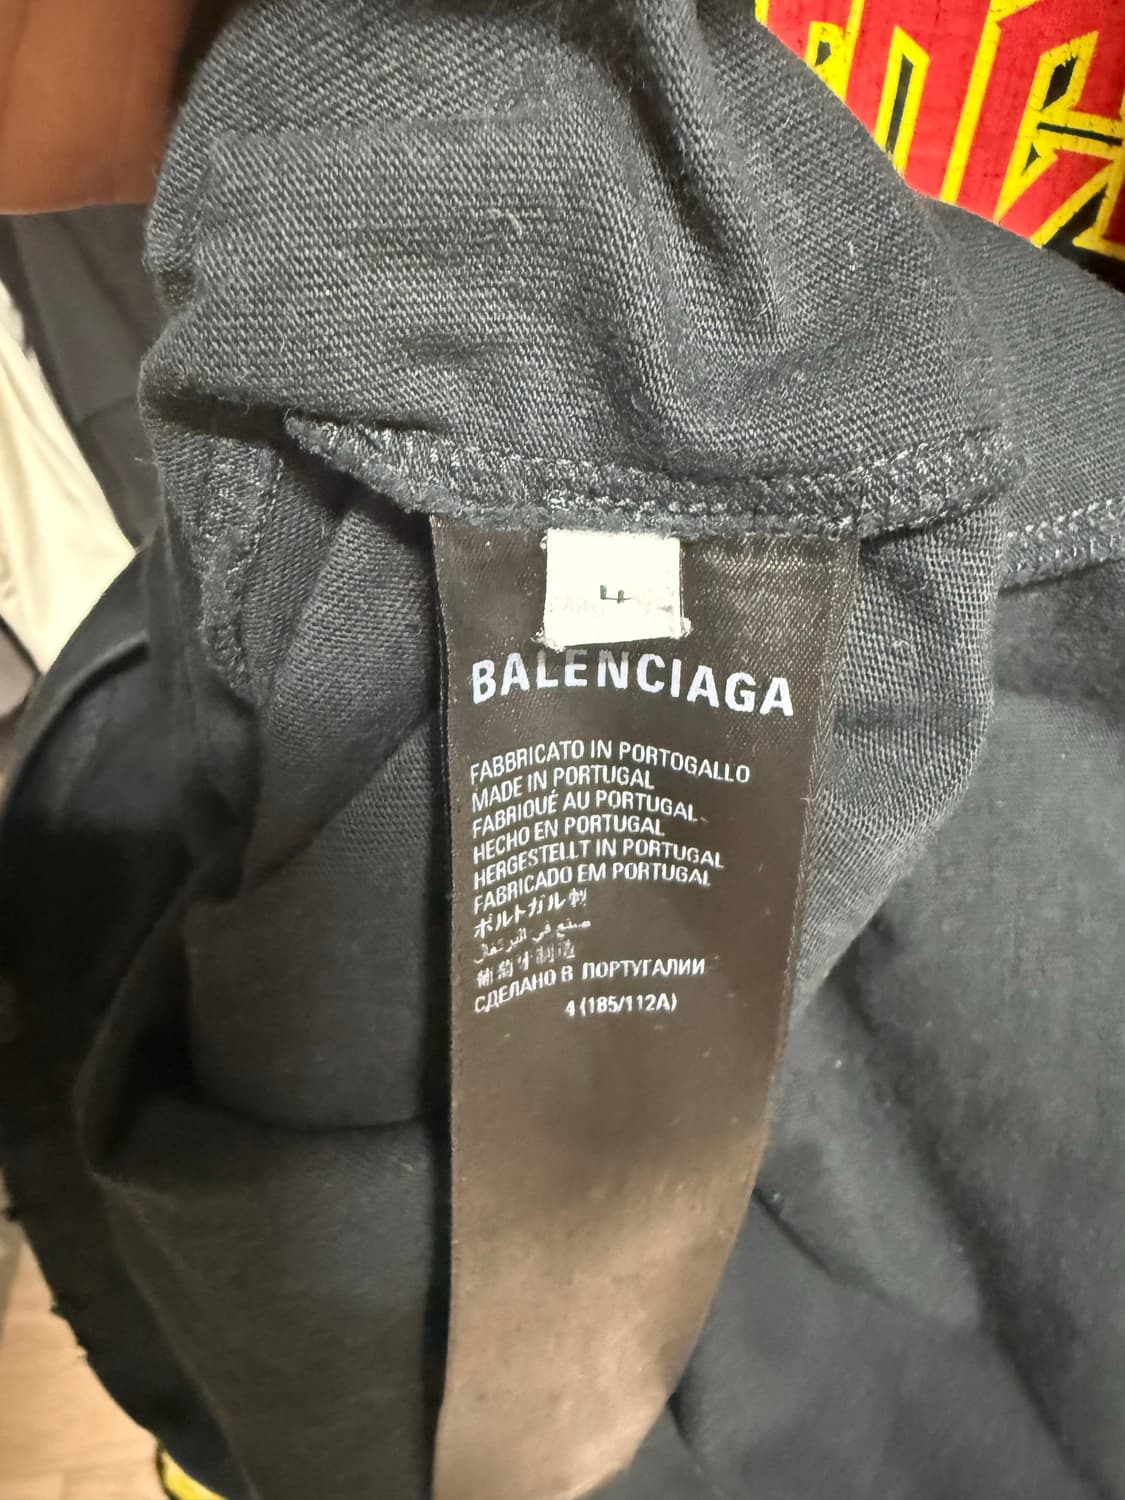 4
BALENCIAGA
FABBRICATO IN PORTOGALLO
MADE IN PORTUGAL
FABRIQUÉ AU PORTUGAL
HECHO EN PORTUGAL
HERGESTELLT IN PORTUGAL
FABRICADO EM PORTUGAL
ポルトガル製
صنع في البرتغال
葡萄牙制造
СДЕЛАНО В ПОРТУГАЛИИ
4 (185/112A)